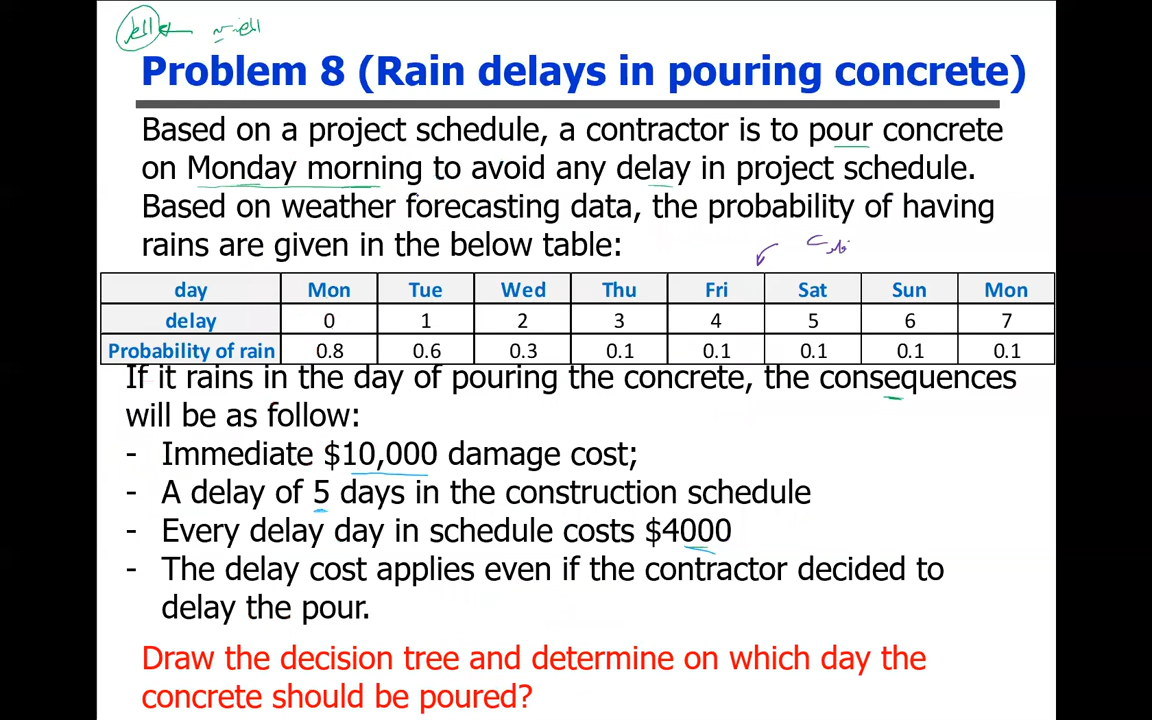 Problem 8 (Rain delays in pouring concrete)
Based on a project schedule, a contractor is to pour concrete
on Monday morning to avoid any delay in project schedule.
Based on weather forecasting data, the probability of having
rains are given in the below table:
day Mon Tue Wed Thu Fri Sat Sun Mon
delay 0 1 2 3 4 5 6 7
Probability of rain 0.8 0.6 0.3 0.1 0.1 0.1 0.1 0.1
If it rains in the day of pouring the concrete, the consequences
will be as follow:
- Immediate $10,000 damage cost;
- A delay of 5 days in the construction schedule
- Every delay day in schedule costs $4000
- The delay cost applies even if the contractor decided to
delay the pour.
Draw the decision tree and determine on which day the
concrete should be poured?